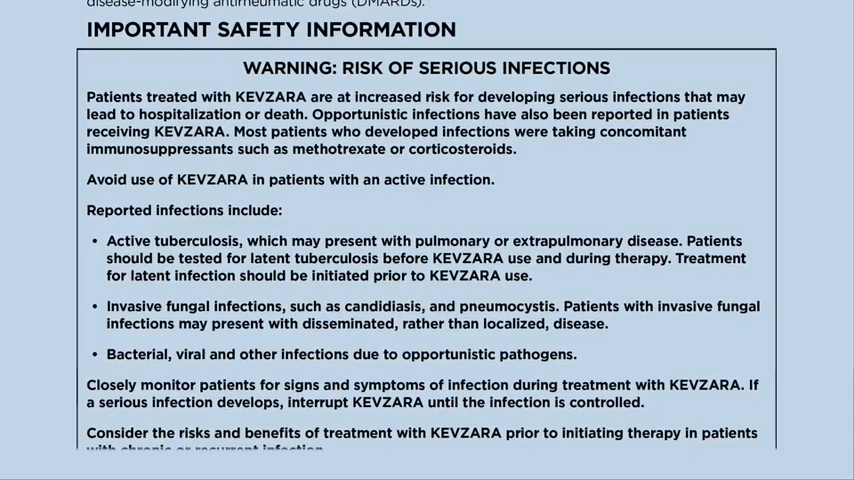 disease-modifying antirheumatic drugs (DMARDs).
IMPORTANT SAFETY INFORMATION
WARNING: RISK OF SERIOUS INFECTIONS
Patients treated with KEVZARA are at increased risk for developing serious infections that may
lead to hospitalization or death. Opportunistic infections have also been reported in patients
receiving KEVZARA. Most patients who developed infections were taking concomitant
immunosuppressants such as methotrexate or corticosteroids.
Avoid use of KEVZARA in patients with an active infection.
Reported infections include:
• Active tuberculosis, which may present with pulmonary or extrapulmonary disease. Patients
should be tested for latent tuberculosis before KEVZARA use and during therapy. Treatment
for latent infection should be initiated prior to KEVZARA use.
• Invasive fungal infections, such as candidiasis, and pneumocystis. Patients with invasive fungal
infections may present with disseminated, rather than localized, disease.
• Bacterial, viral and other infections due to opportunistic pathogens.
Closely monitor patients for signs and symptoms of infection during treatment with KEVZARA. If
a serious infection develops, interrupt KEVZARA until the infection is controlled.
Consider the risks and benefits of treatment with KEVZARA prior to initiating therapy in patients
with chronic or recurrent infection.